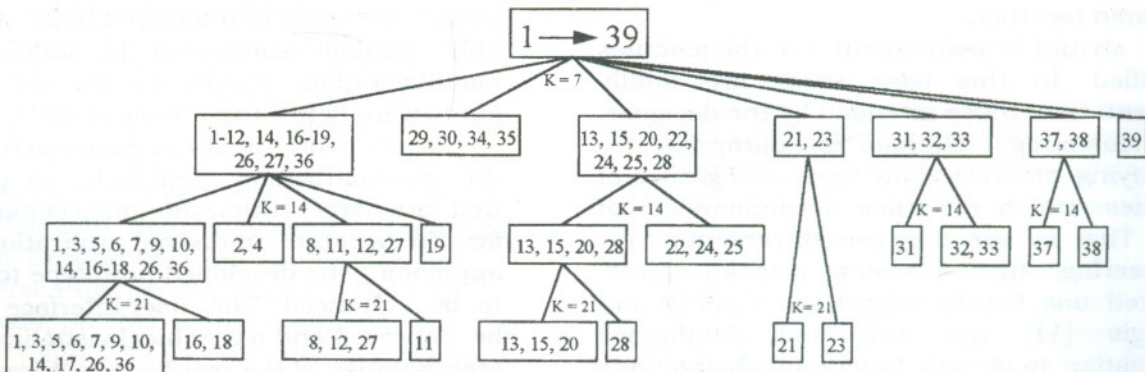 1 → 39
K = 7
1-12, 14, 16-19,
26, 27, 36
29, 30, 34, 35
13, 15, 20, 22,
24, 25, 28
21, 23
31, 32, 33
37, 38
39
K = 14
K = 14
K = 14
K = 14
1, 3, 5, 6, 7, 9, 10,
14, 16-18, 26, 36
2, 4
8, 11, 12, 27
19
13, 15, 20, 28
22, 24, 25
31
32, 33
37
38
K = 21
K = 21
K = 21
K= 21
1, 3, 5, 6, 7, 9, 10,
14, 17, 26, 36
16, 18
8, 12, 27
11
13, 15, 20
28
21
23